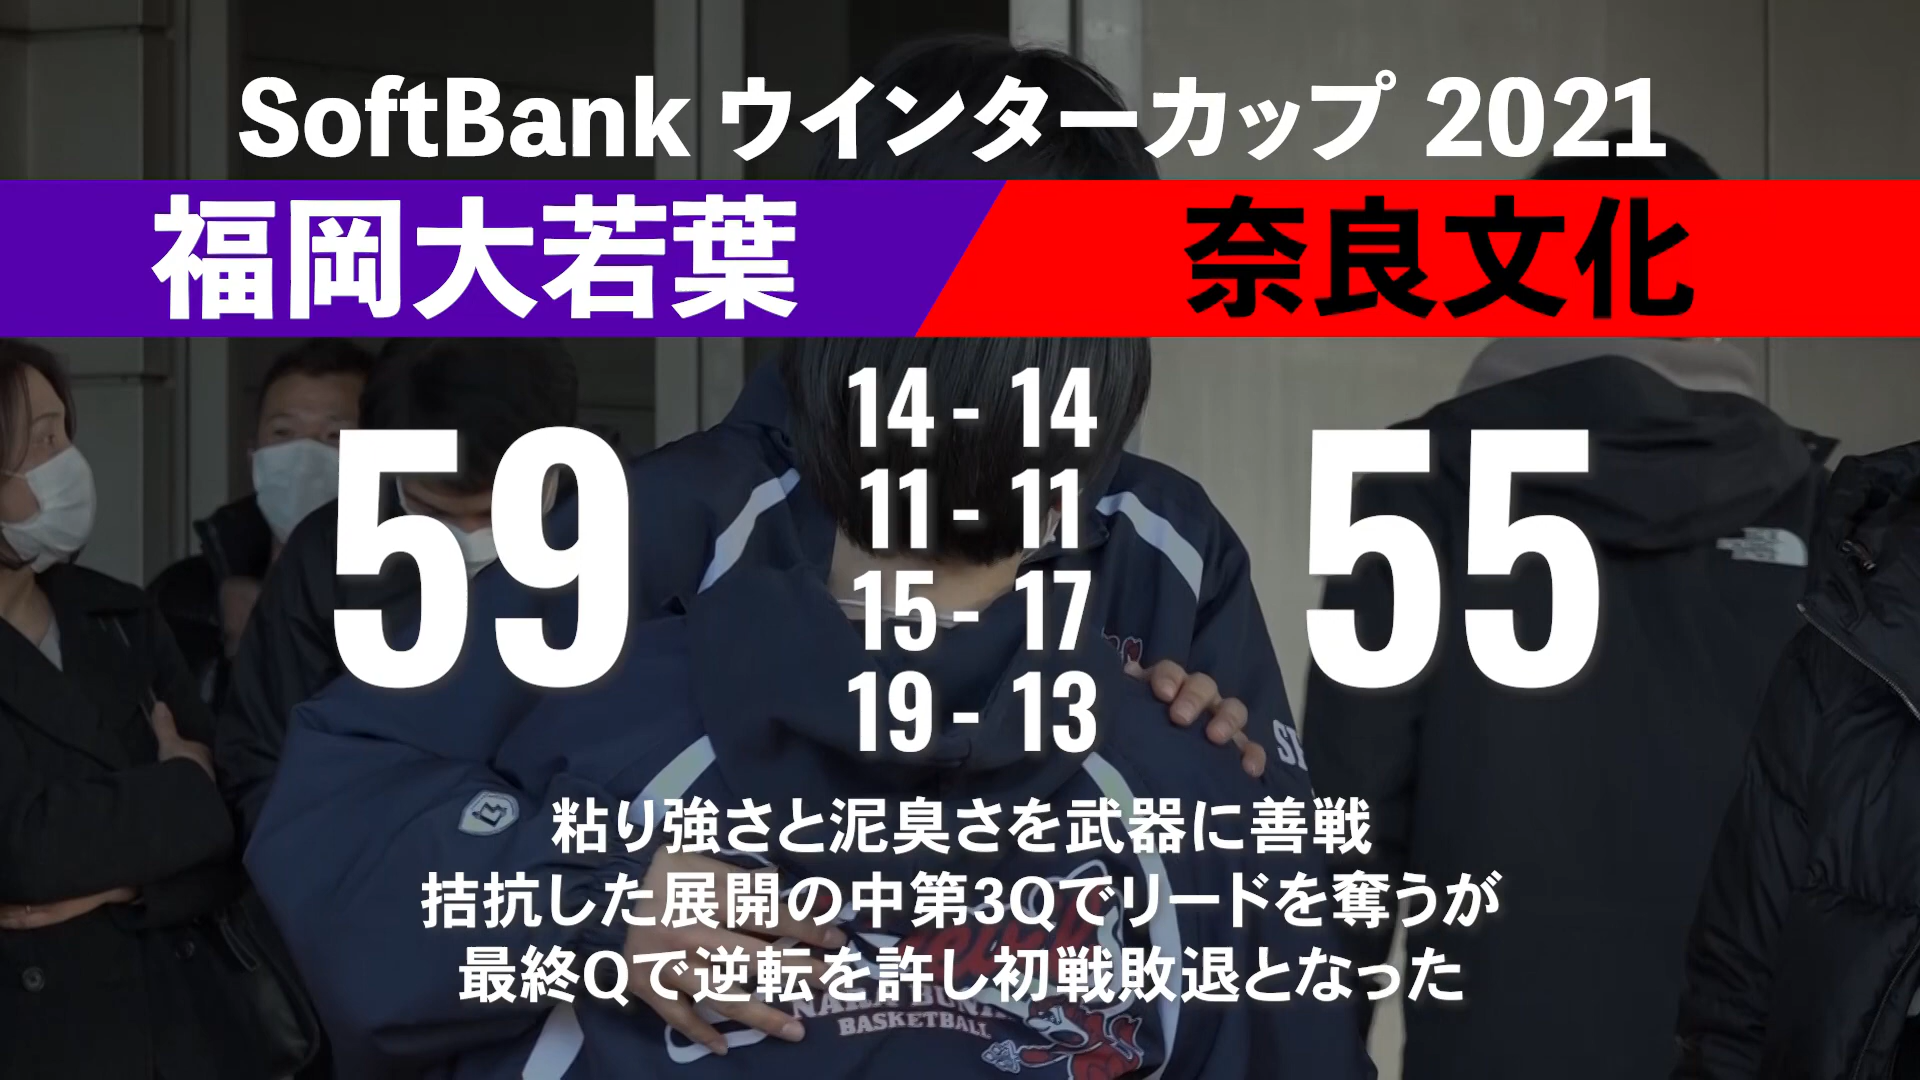 SoftBank ウインターカップ 2021
福岡大若葉 奈良文化
59 55
14 - 14
11 - 11
15 - 17
19 - 13
粘り強さと泥臭さを武器に善戦
拮抗した展開の中第3Qでリードを奪うが
最終Qで逆転を許し初戦敗退となった
BASKETBALL